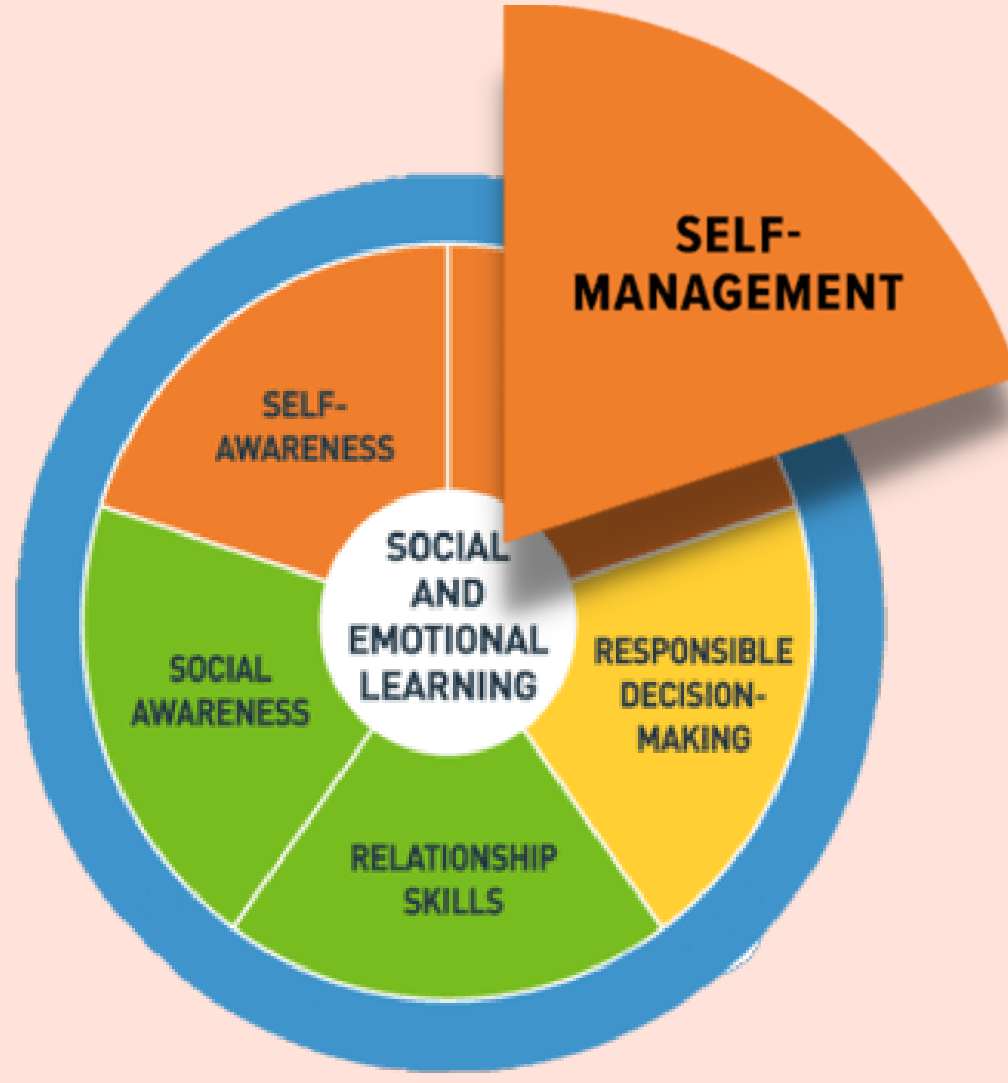 SELF-
MANAGEMENT
SELF-
AWARENESS
SOCIAL
AND
EMOTIONAL
LEARNING
RESPONSIBLE
DECISION-
MAKING
SOCIAL
AWARENESS
RELATIONSHIP
SKILLS